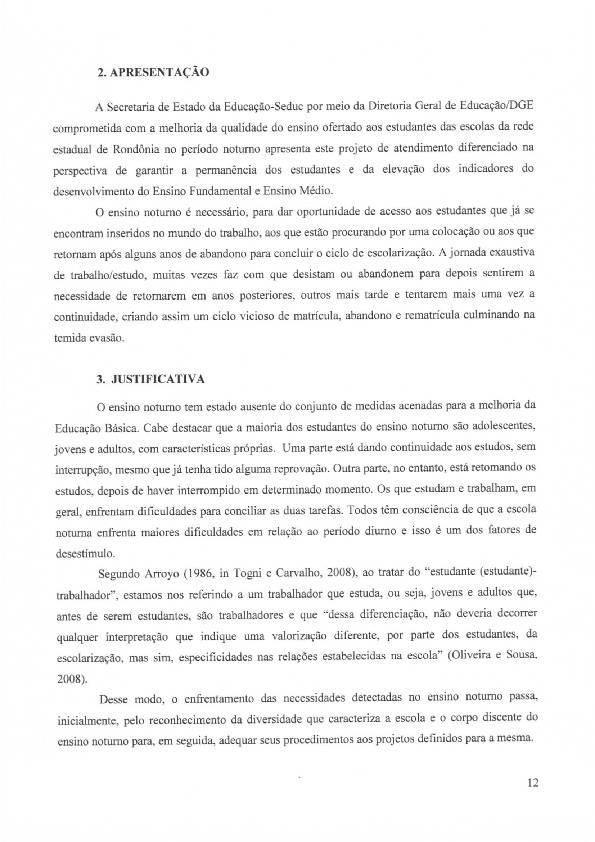 2. APRESENTAÇÃO
A Secretaria de Estado da Educação-Seduc por meio da Diretoria Geral de Educação/DGE
comprometida com a melhoria da qualidade do ensino ofertado aos estudantes das escolas da rede
estadual de Rondônia no período noturno apresenta este projeto de atendimento diferenciado na
perspectiva de garantir a permanência dos estudantes e da elevação dos indicadores do
desenvolvimento do Ensino Fundamental e Ensino Médio.
O ensino noturno é necessário, para dar oportunidade de acesso aos estudantes que já se
encontram inseridos no mundo do trabalho, aos que estão procurando por uma colocação ou aos que
retornam após alguns anos de abandono para concluir o ciclo de escolarização. A jornada exaustiva
de trabalho/estudo, muitas vezes faz com que desistam ou abandonem para depois sentirem a
necessidade de retornarem em anos posteriores, outros mais tarde e tentarem mais uma vez a
continuidade, criando assim um ciclo vicioso de matrícula, abandono e rematrícula culminando na
temida evasão.
3. JUSTIFICATIVA
O ensino noturno tem estado ausente do conjunto de medidas acenadas para a melhoria da
Educação Básica. Cabe destacar que a maioria dos estudantes do ensino noturno são adolescentes,
jovens e adultos, com características próprias. Uma parte está dando continuidade aos estudos, sem
interrupção, mesmo que já tenha tido alguma reprovação. Outra parte, no entanto, está retomando os
estudos, depois de haver interrompido em determinado momento. Os que estudam e trabalham, em
geral, enfrentam dificuldades para conciliar as duas tarefas. Todos têm consciência de que a escola
noturna enfrenta maiores dificuldades em relação ao período diurno e isso é um dos fatores de
desestímulo.
Segundo Arroyo (1986, in Togni e Carvalho, 2008), ao tratar do “estudante (estudante)-
trabalhador”, estamos nos referindo a um trabalhador que estuda, ou seja, jovens e adultos que,
antes de serem estudantes, são trabalhadores e que “dessa diferenciação, não deveria decorrer
qualquer interpretação que indique uma valorização diferente, por parte dos estudantes, da
escolarização, mas sim, especificidades nas relações estabelecidas na escola” (Oliveira e Sousa,
2008).
Desse modo, o enfrentamento das necessidades detectadas no ensino noturno passa,
inicialmente, pelo reconhecimento da diversidade que caracteriza a escola e o corpo discente do
ensino noturno para, em seguida, adequar seus procedimentos aos projetos definidos para a mesma.
12